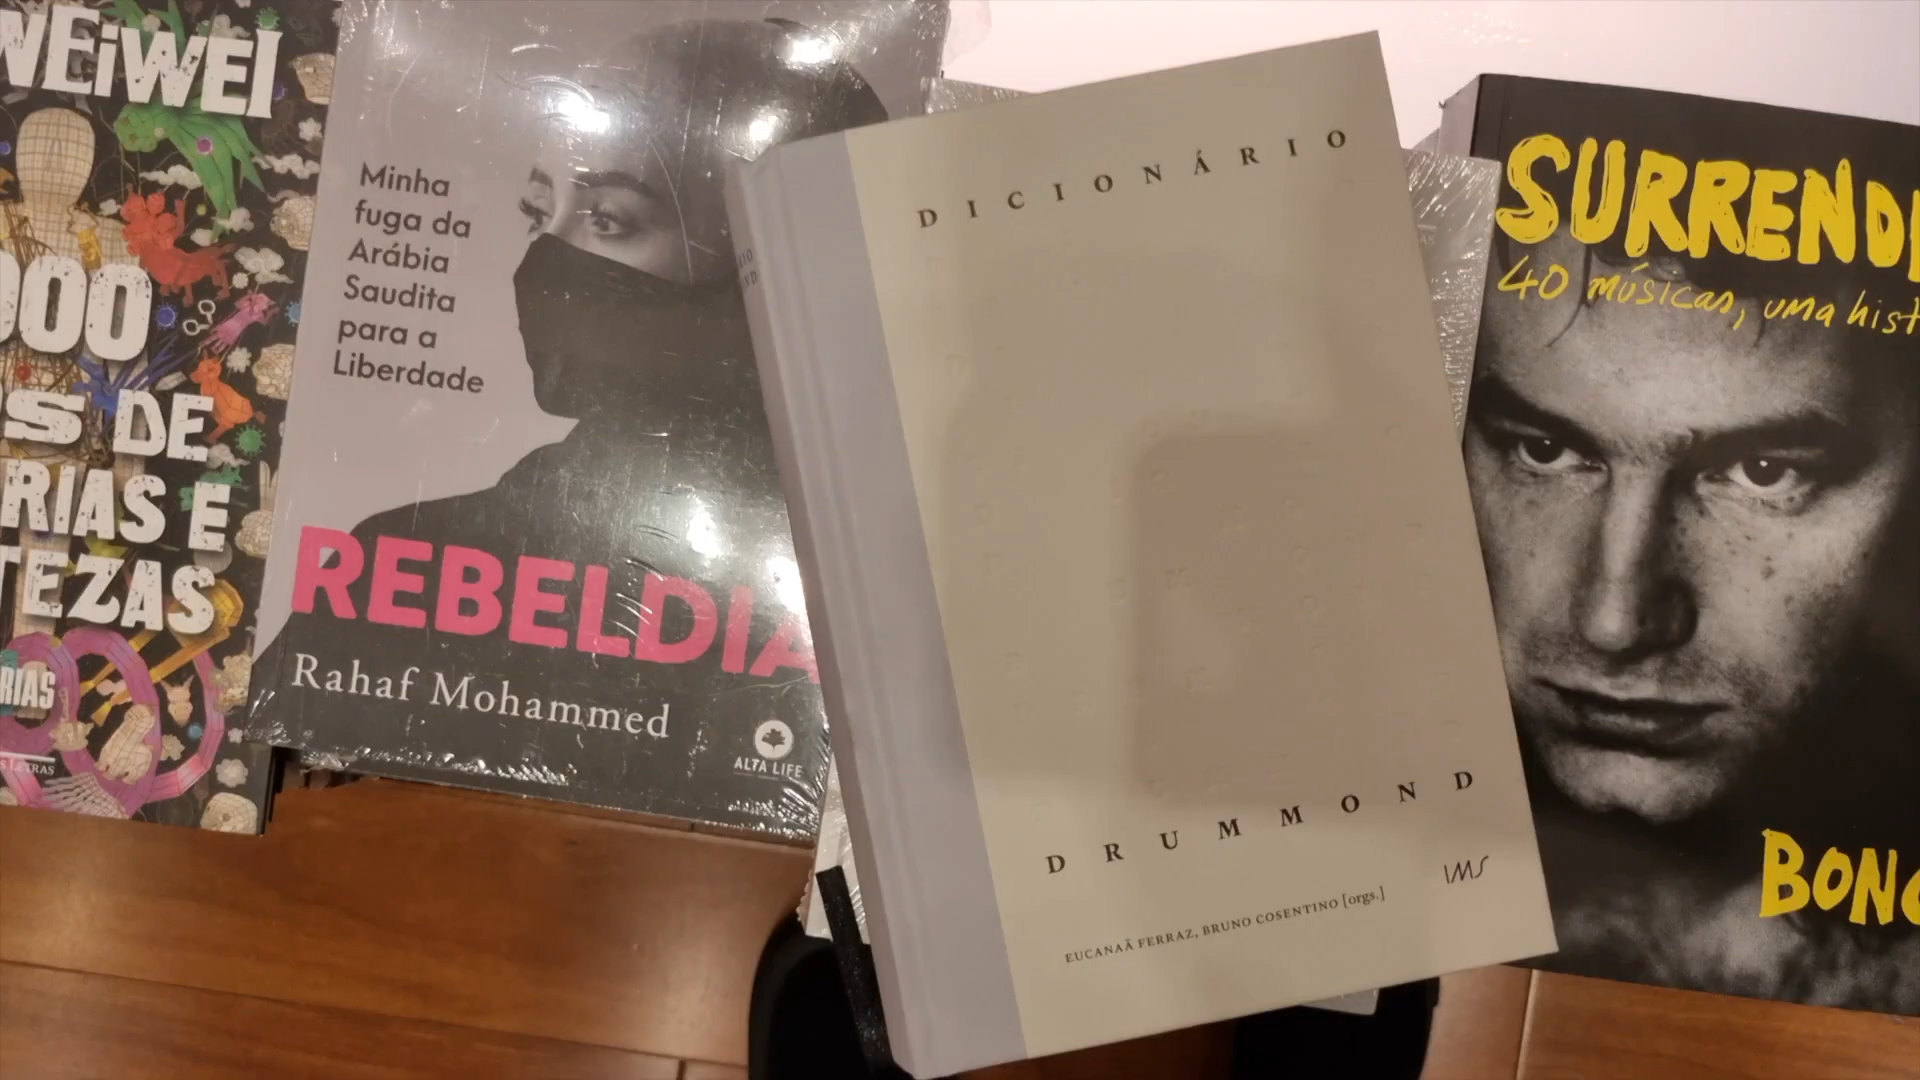 WEiWEI
000
S DE
RIAS E
TEZAS
RIAS
S LETRAS
Minha
fuga da
Arábia
Saudita
para a
Liberdade
REBELDIA
Rahaf Mohammed
ALTA LIFE
DICIONÁRIO
DRUMMOND
IMS
EUCANAÃ FERRAZ, BRUNO COSENTINO [orgs.]
SURREND
40 músicas, uma hist
BONO